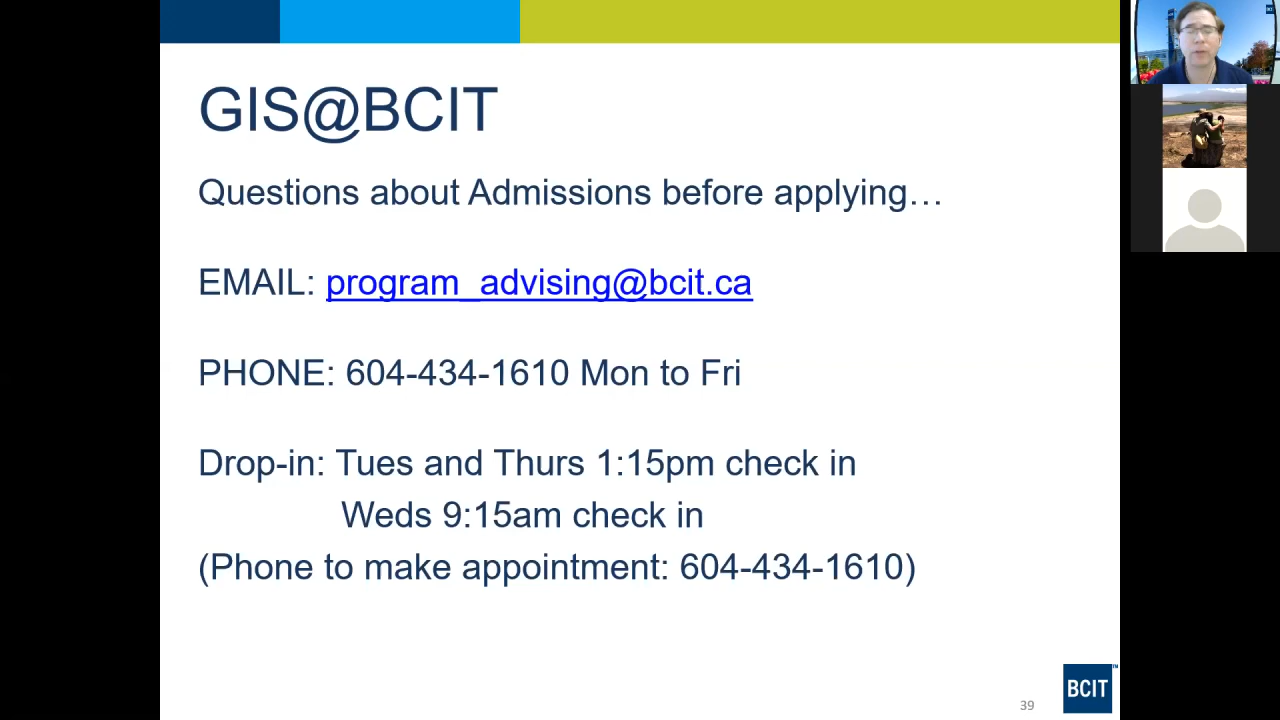 GIS@BCIT
Questions about Admissions before applying…
EMAIL: program_advising@bcit.ca
PHONE: 604-434-1610 Mon to Fri
Drop-in: Tues and Thurs 1:15pm check in
Weds 9:15am check in
(Phone to make appointment: 604-434-1610)
39
BCIT™
BCIT